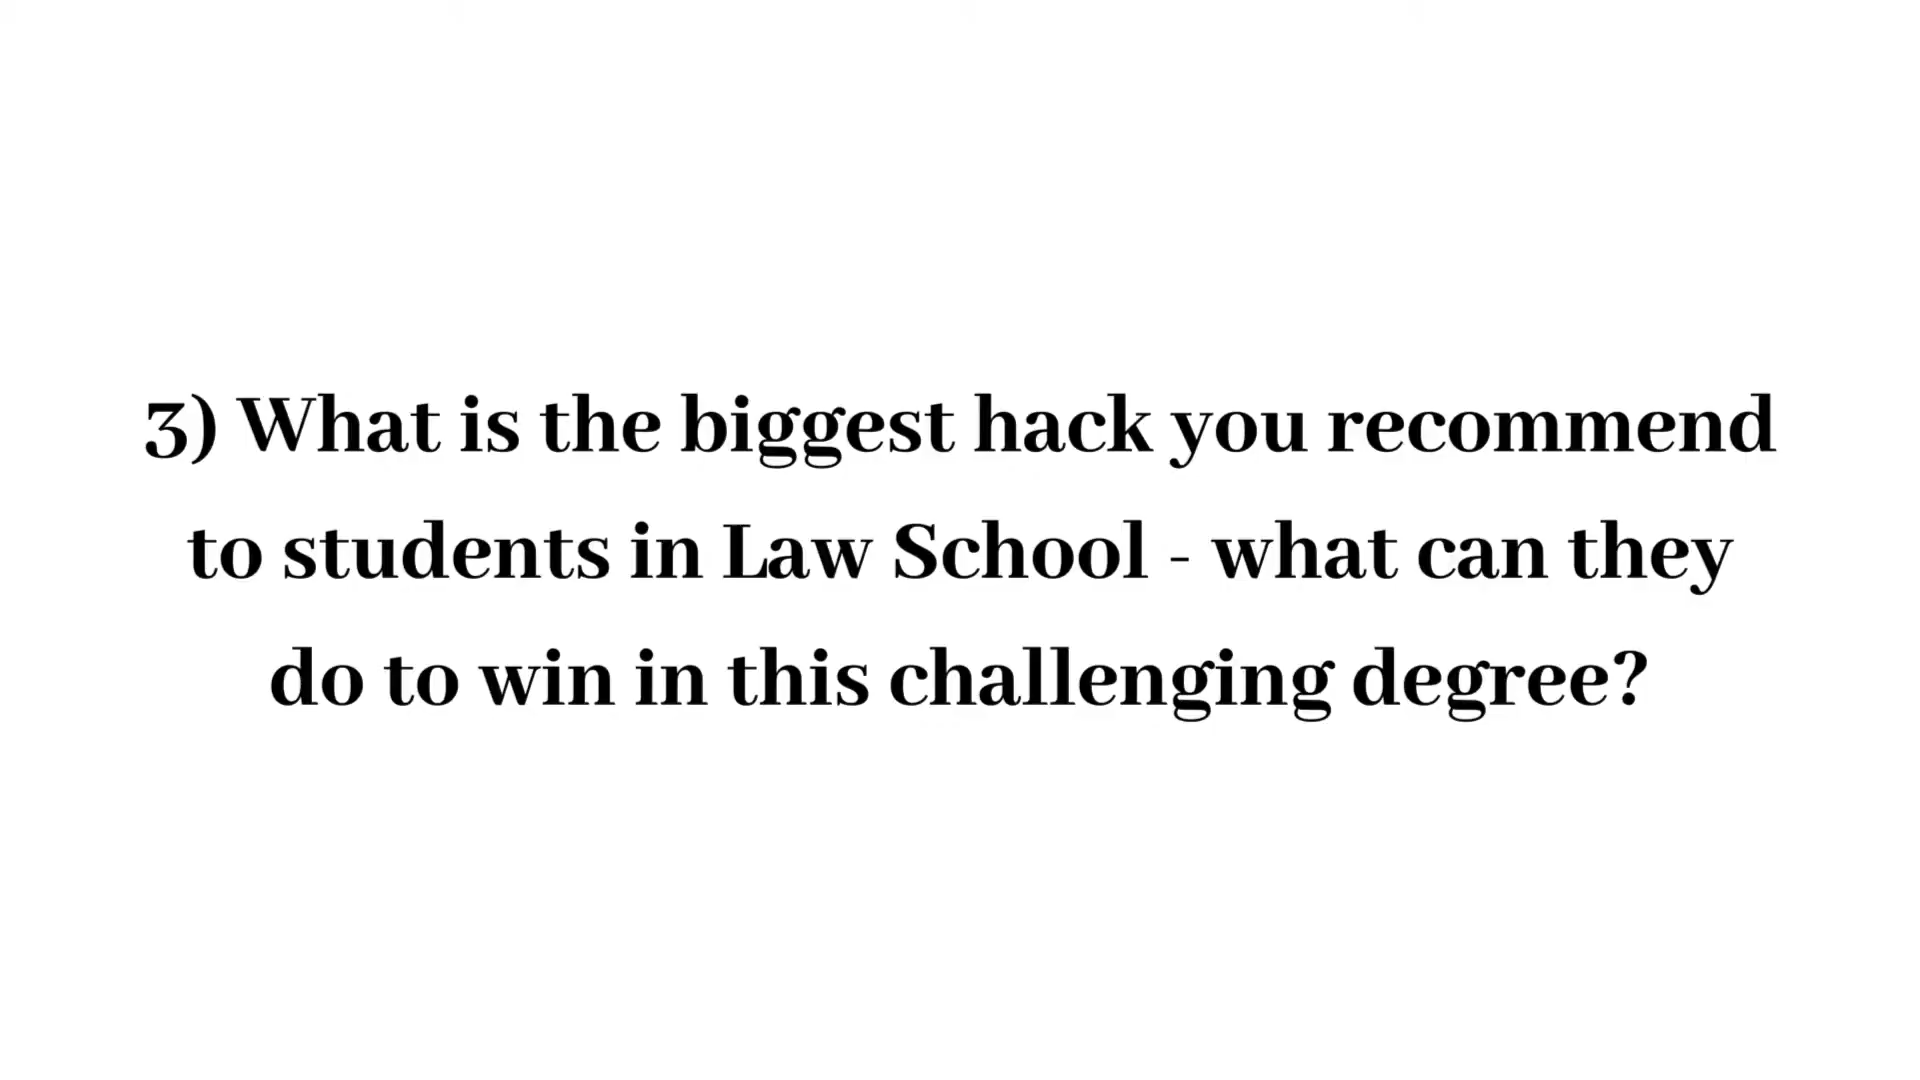 3) What is the biggest hack you recommend
to students in Law School - what can they
do to win in this challenging degree?